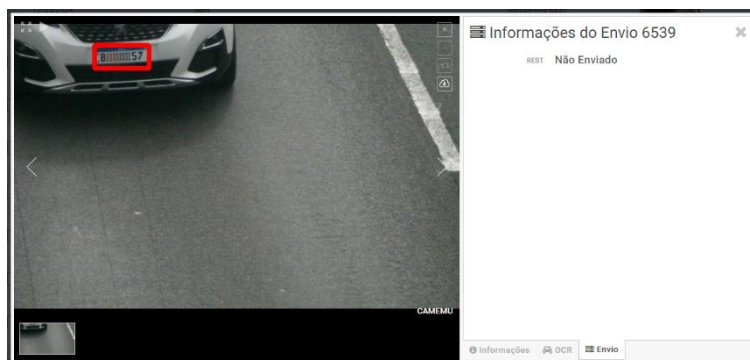 Informações do Envio 6539
REST Não Enviado
CAMEMU
Informações OCR Envio